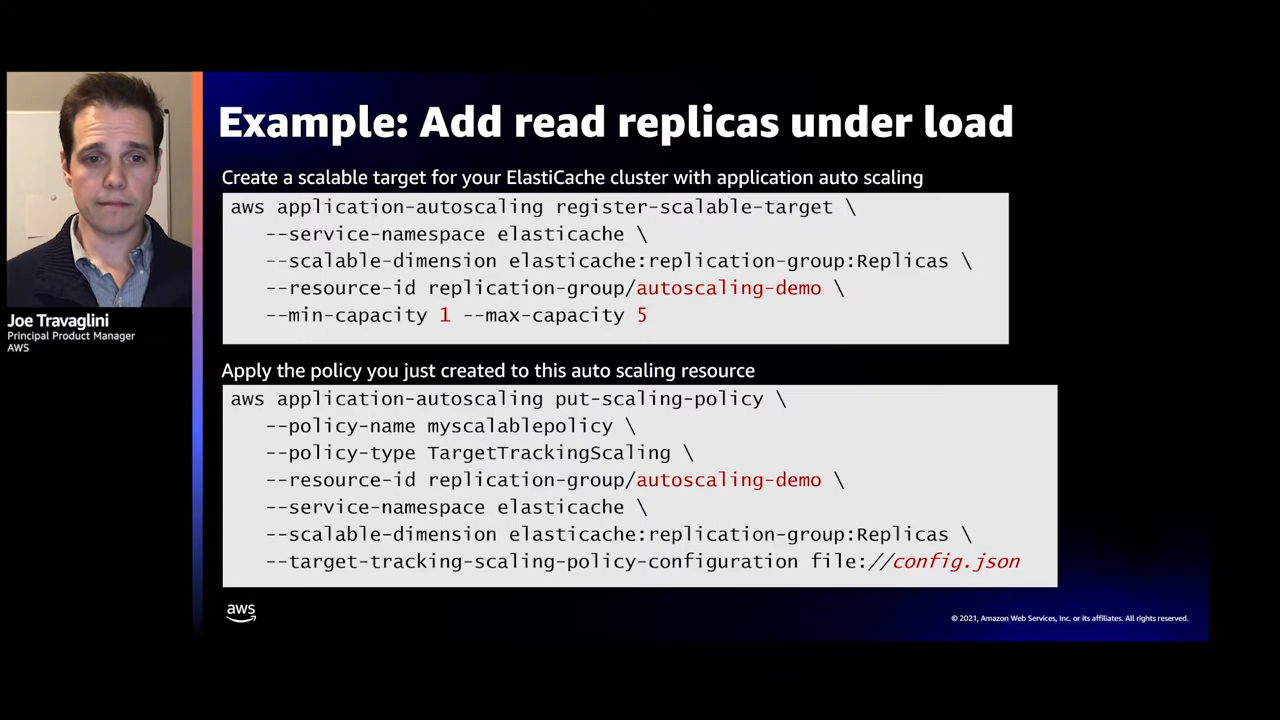 Example: Add read replicas under load
Create a scalable target for your ElastiCache cluster with application auto scaling
aws application-autoscaling register-scalable-target \
--service-namespace elasticache \
--scalable-dimension elasticache:replication-group:Replicas \
--resource-id replication-group/autoscaling-demo \
--min-capacity 1 --max-capacity 5
Joe Travaglini
Principal Product Manager
AWS
Apply the policy you just created to this auto scaling resource
aws application-autoscaling put-scaling-policy \
--policy-name myscalablepolicy \
--policy-type TargetTrackingScaling \
--resource-id replication-group/autoscaling-demo \
--service-namespace elasticache \
--scalable-dimension elasticache:replication-group:Replicas \
--target-tracking-scaling-policy-configuration file://config.json
aws
© 2021, Amazon Web Services, Inc. or its affiliates. All rights reserved.